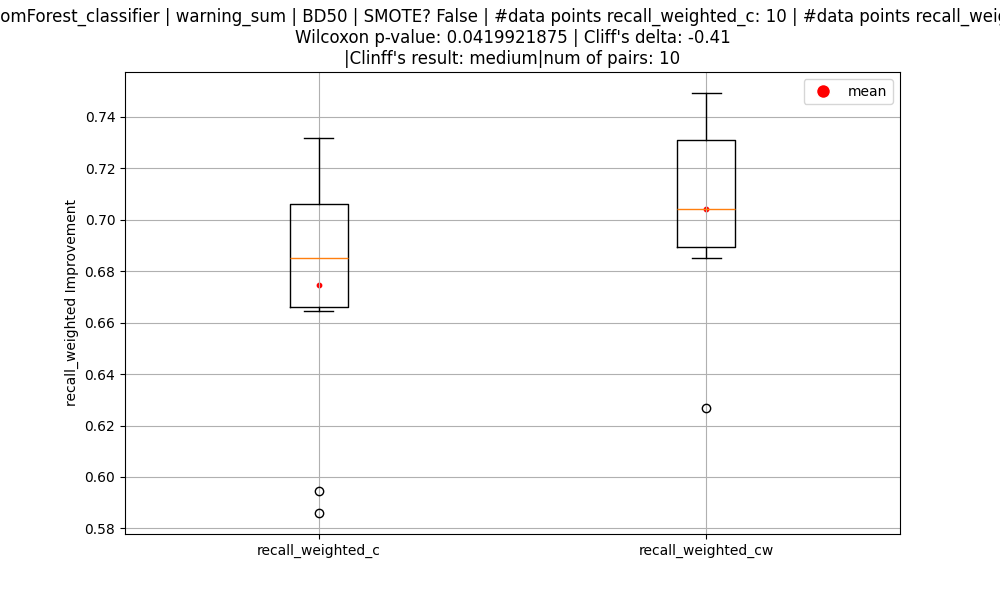 omForest_classifier | warning_sum | BD50 | SMOTE? False | #data points recall_weighted_c: 10 | #data points recall_wei
Wilcoxon p-value: 0.0419921875 | Cliff's delta: -0.41
|Clinff's result: medium|num of pairs: 10
mean
recall_weighted Improvement
0.74
0.72
0.70
0.68
0.66
0.64
0.62
0.60
0.58
recall_weighted_c
recall_weighted_cw